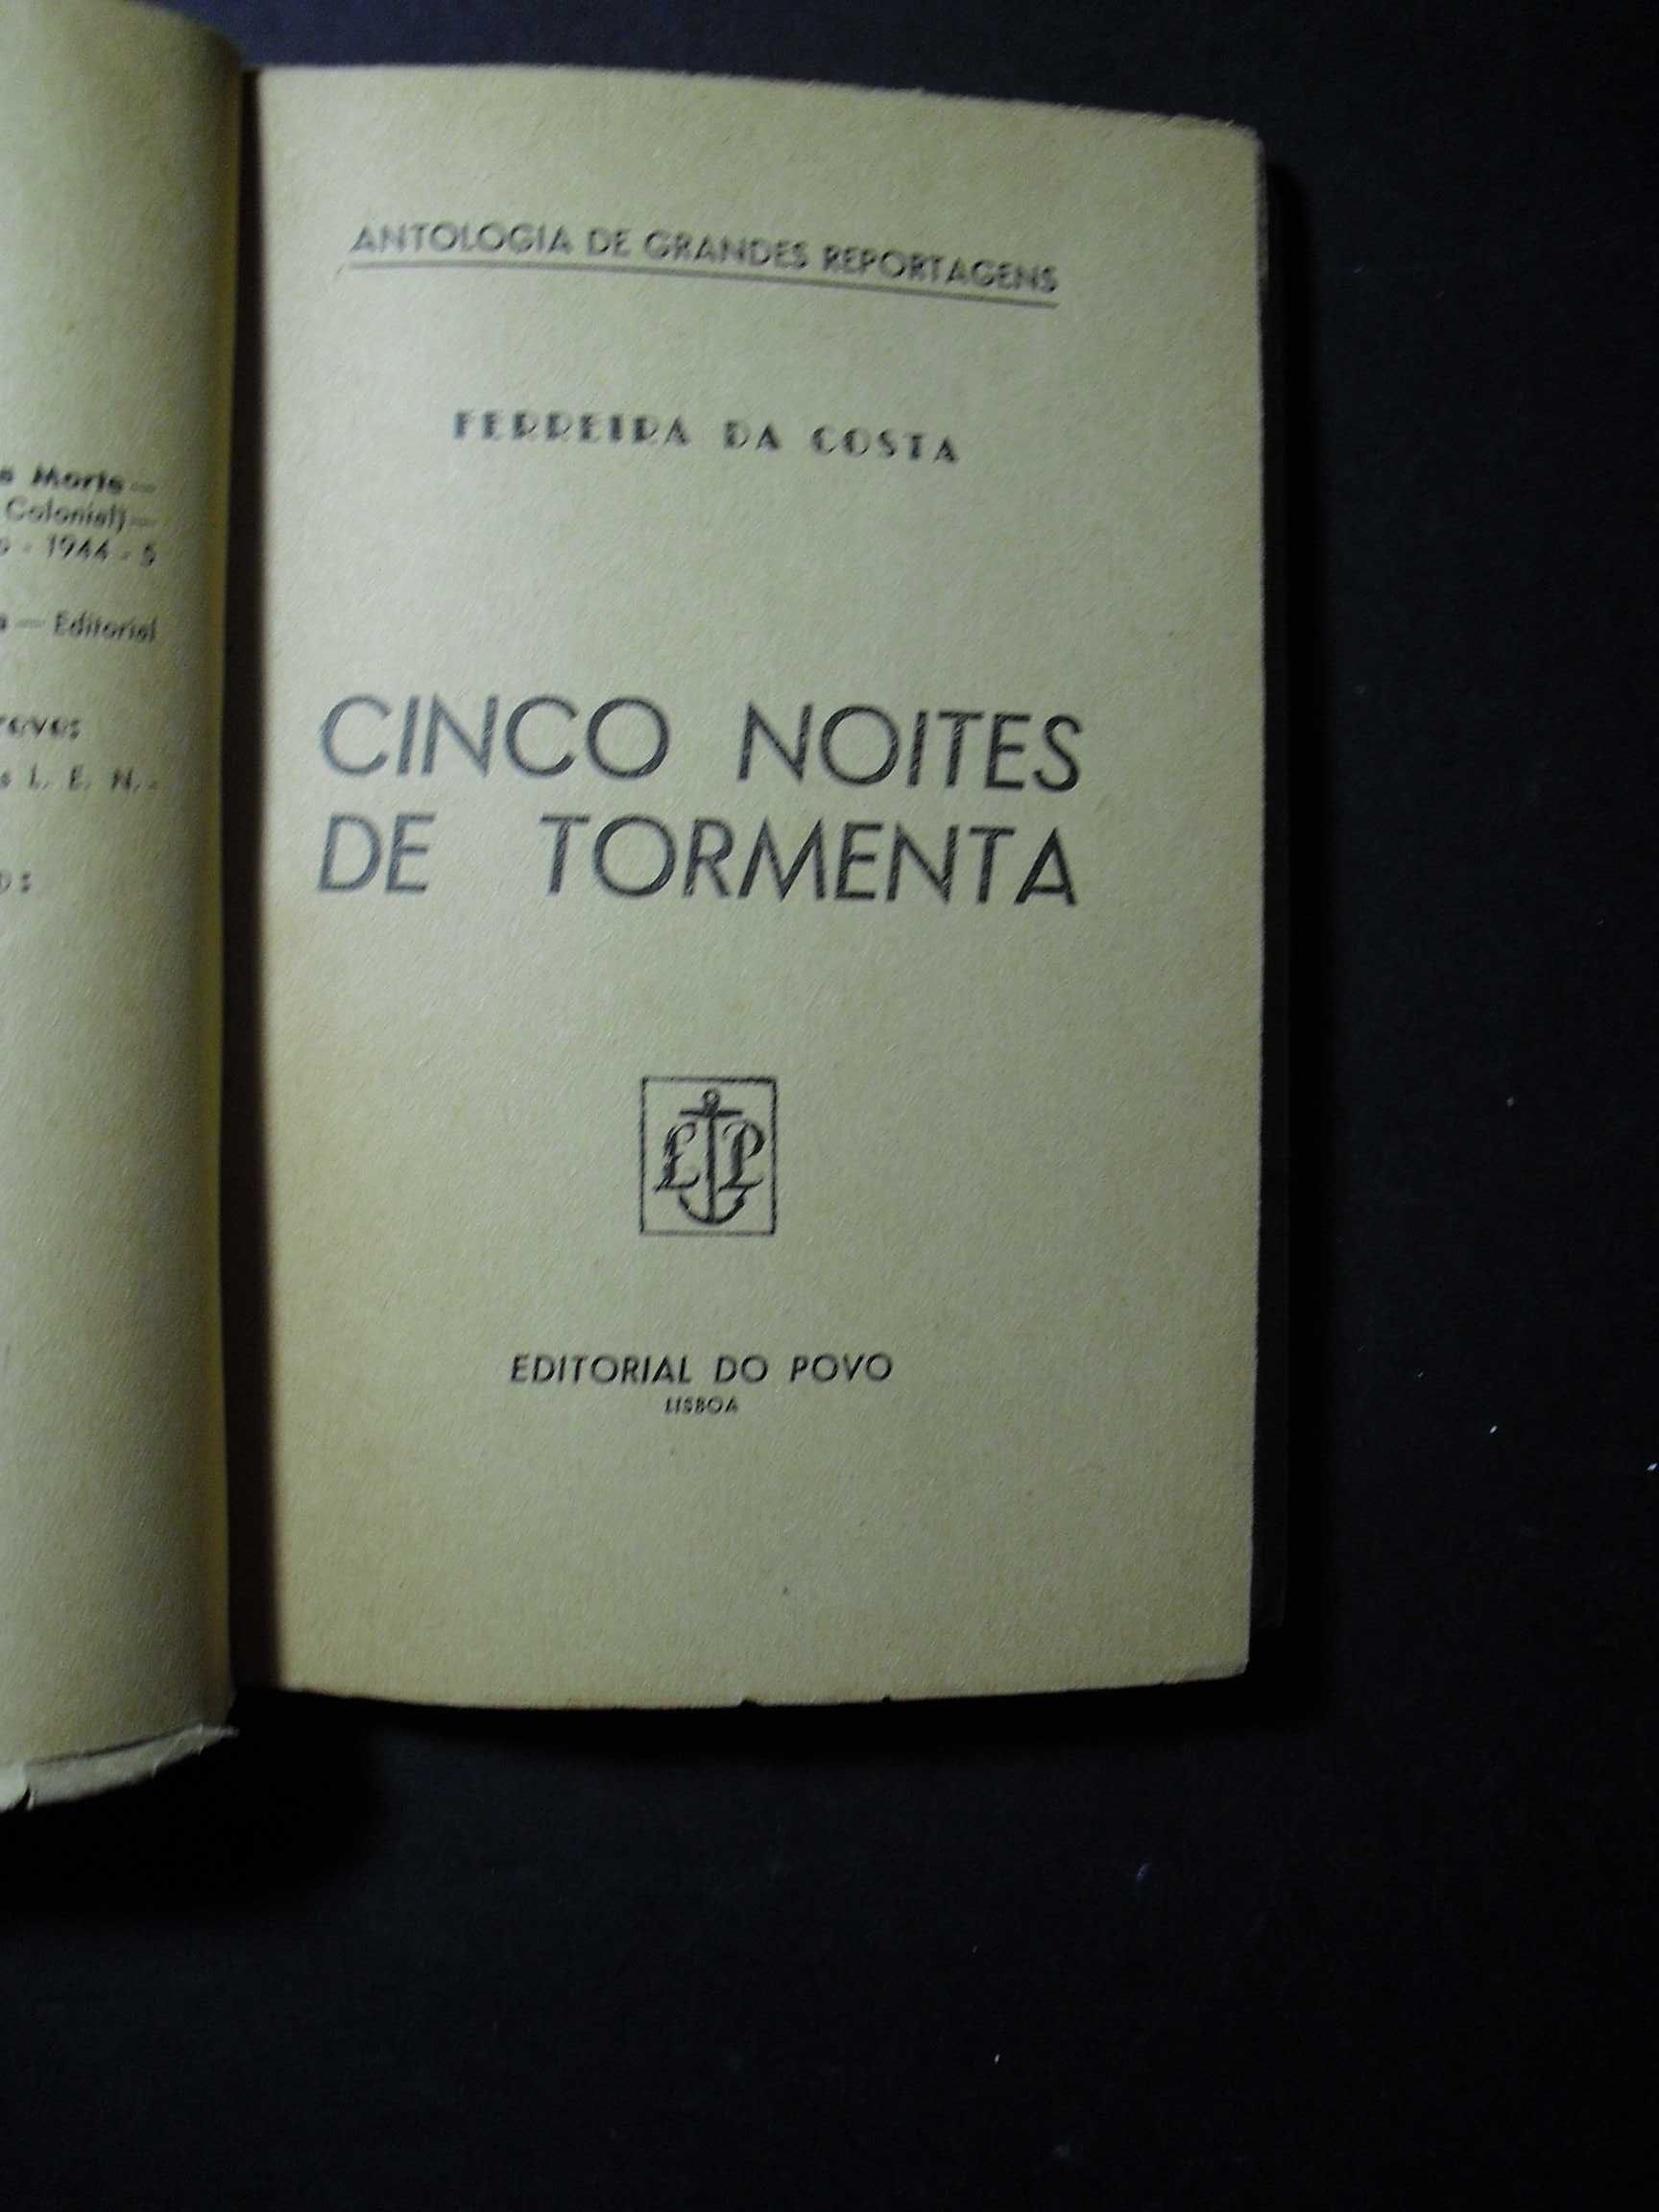 Morte —
Colonial) —
- 1944 - 5
— Editorial
L. E. N. -
ANTOLOGIA DE GRANDES REPORTAGENS
FERREIRA DA COSTA
CINCO NOITES
DE TORMENTA
E P
EDITORIAL DO POVO
LISBOA